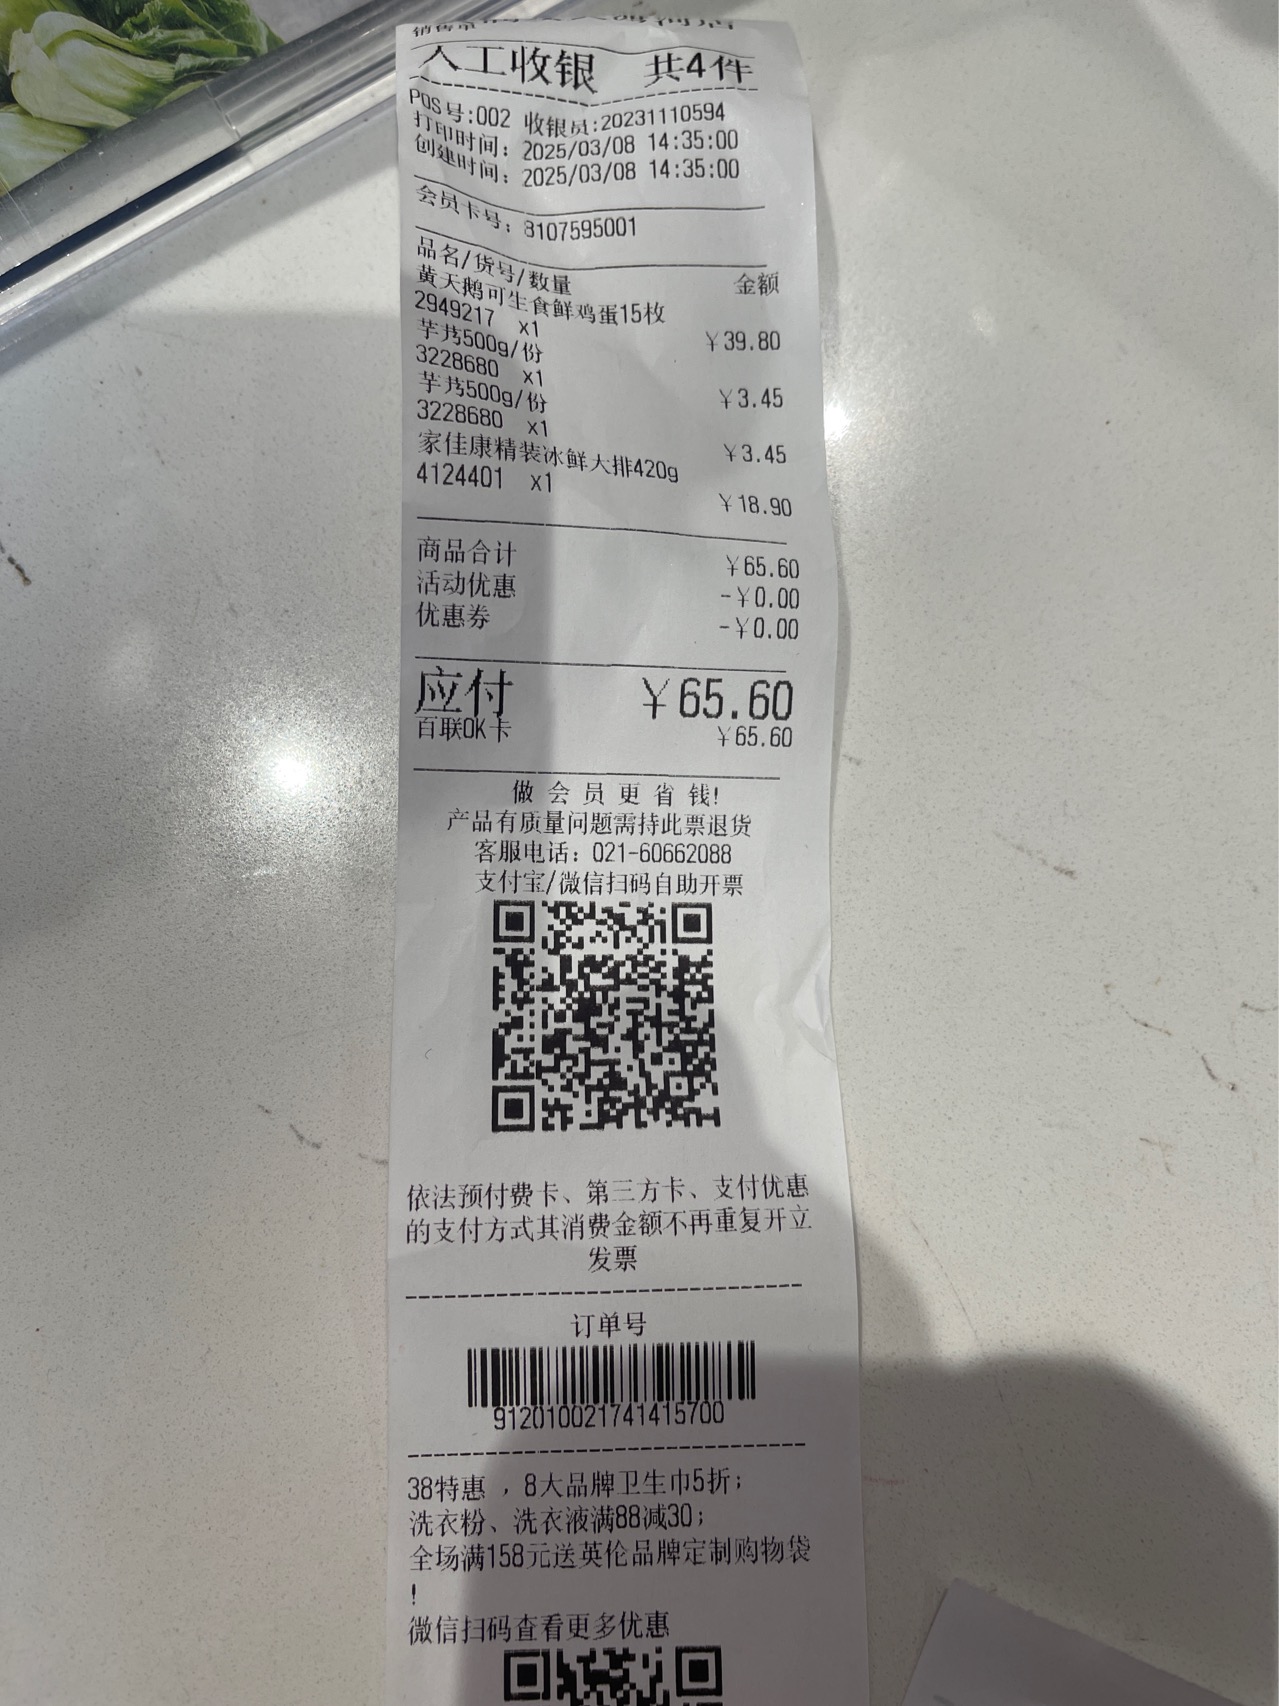 销售单
人工收银 共4件
POS号:002 收银员:20231110594
打印时间: 2025/03/08 14:35:00
创建时间: 2025/03/08 14:35:00
会员卡号: 8107595001
品名/货号/数量 金额
黄天鹅可生食鲜鸡蛋15枚
2949217 x1 ￥39.80
芋艿500g/份
3228680 x1 ￥3.45
芋艿500g/份
3228680 x1 ￥3.45
家佳康精装冰鲜大排420g
4124401 x1 ￥18.90
商品合计 ￥65.60
活动优惠 -￥0.00
优惠券 -￥0.00
应付 ￥65.60
百联OK卡 ￥65.60
做会员更省钱!
产品有质量问题需持此票退货
客服电话: 021-60662088
支付宝/微信扫码自助开票
依法预付费卡、第三方卡、支付优惠
的支付方式其消费金额不再重复开立
发票
订单号
912010021741415700
38特惠 ,8大品牌卫生巾5折;
洗衣粉、洗衣液满88减30;
全场满158元送英伦品牌定制购物袋
!
微信扫码查看更多优惠